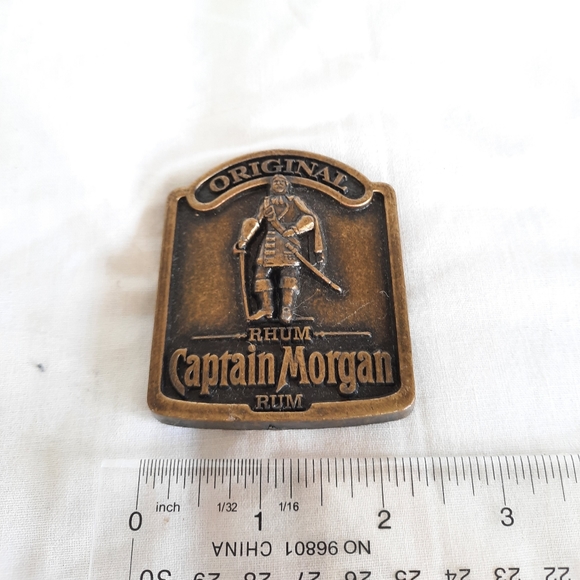 ORIGINAL
RHUM
Captain Morgan
RUM
inch 1/32 1/16
0 1 2 3
NO 96801 CHINA
30 29 28 27 26 25 24 23 22